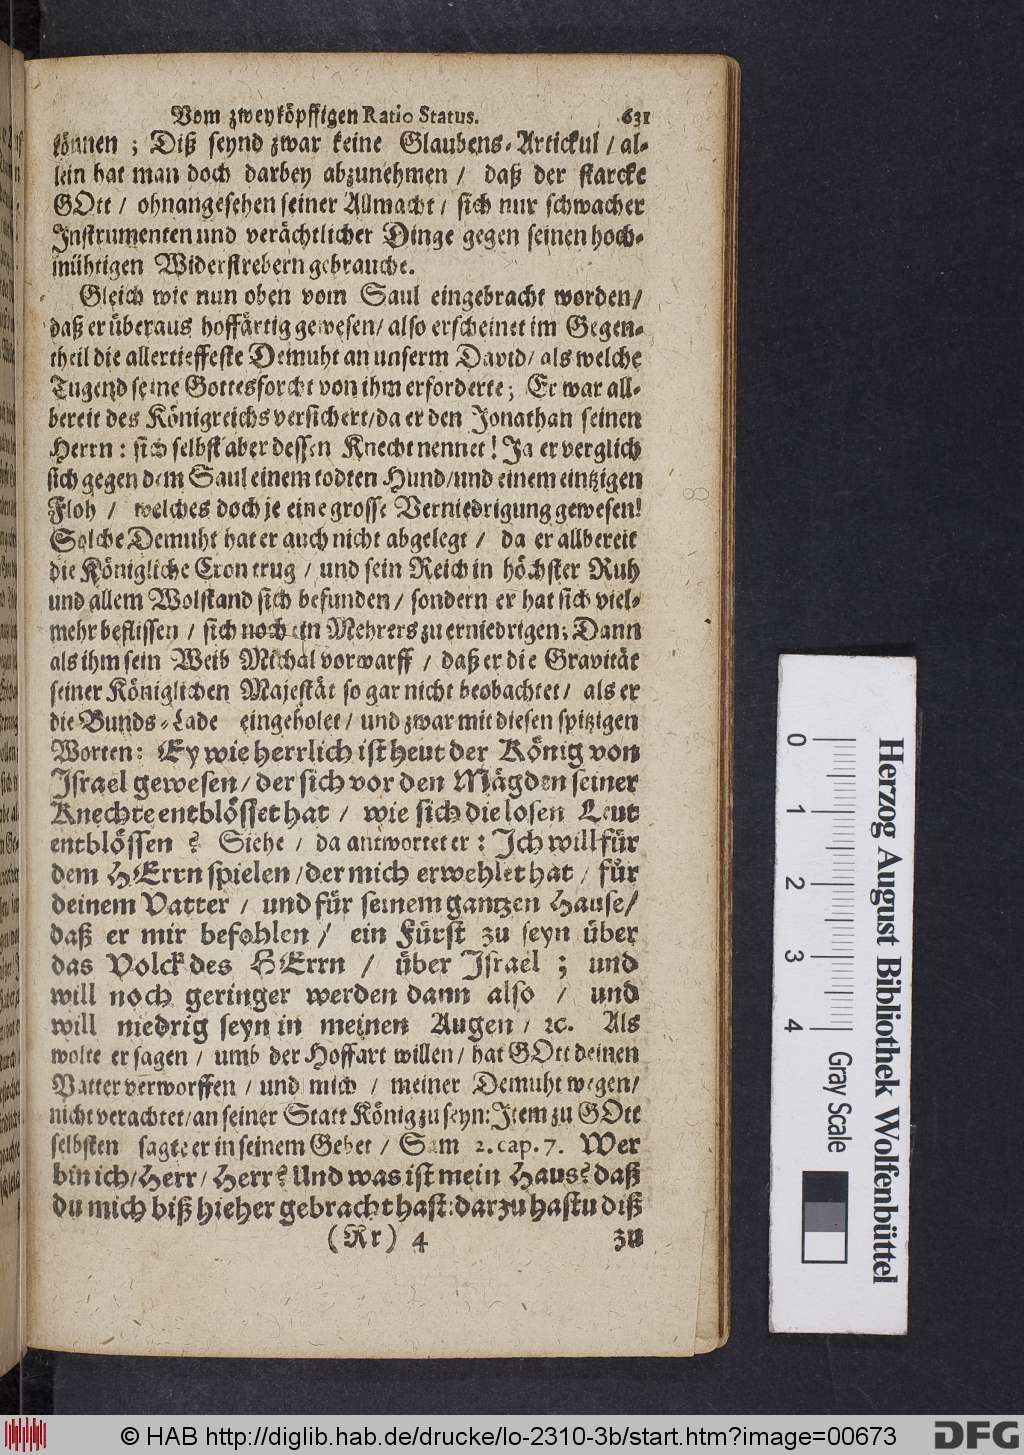 Vom zweyköpffigen Ratio Status. 631
können ; Diß seynd zwar keine Glaubens-Artickul / al-
lein hat man doch darbey abzunehmen / daß der starcke
GOtt / ohnangesehen seiner Allmacht / sich nur schwacher
Instrumenten und verächtlicher Dinge gegen seinen hoch-
mühtigen Widerstrebern gebrauche.
Gleich wie nun oben vom Saul eingebracht worden /
daß er überaus hoffärtig gewesen / also erscheinet im Gegen-
theil die allertieffeste Demuht an unserm David / als welche
Tugend seine Gottesforcht von ihm erforderte ; Er war all-
bereit des Königreichs versichert / da er den Jonathan seinen
Herrn : sich selbst aber dessen Knecht nennet ! Ja er verglich
sich gegen dem Saul einem todten Hund / und einem eintzigen
Floh / welches doch je eine grosse Verniedrigung gewesen !
Solche Demuht hat er auch nicht abgelegt / da er allbereit
die Königliche Cron trug / und sein Reich in höchster Ruh
und allem Wolstand sich befunden / sondern er hat sich viel-
mehr beflissen / sich noch ein Mehrers zu erniedrigen ; Dann
als ihm sein Weib Michal vorwarff / daß er die Gravität
seiner Königlichen Majestät so gar nicht beobachtet / als er
die Bunds-Lade eingeholet / und zwar mit diesen spitzigen
Worten : Ey wie herrlich ist heut der König von
Israel gewesen / der sich vor den Mägden seiner
Knechte entblösset hat / wie sich die losen Leut
entblössen ? Siehe / da antwortet er : Ich will für
dem HErrn spielen / der mich erwehlet hat / für
deinem Vatter / und für seinem gantzen Hause /
daß er mir befohlen / ein Fürst zu seyn über
das Volck des HErrn / über Israel ; und
will noch geringer werden dann also / und
will niedrig seyn in meinen Augen / ꝛc. Als
wolte er sagen / umb der Hoffart willen / hat GOtt deinen
Vatter verworffen / und mich / meiner Demuht wegen /
nicht verachtet / an seiner Statt König zu seyn : Item zu GOtt
selbsten sagte er in seinem Gebet / Sam 2. cap. 7. Wer
bin ich / Herr / Herr ? Und was ist mein Haus ? daß
du mich biß hieher gebracht hast : darzu hastu diß
(Rr) 4 zu
0 1 2 3 4
Gray Scale
Herzog August Bibliothek Wolfenbüttel
© HAB http://diglib.hab.de/drucke/lo-2310-3b/start.htm?image=00673
DFG